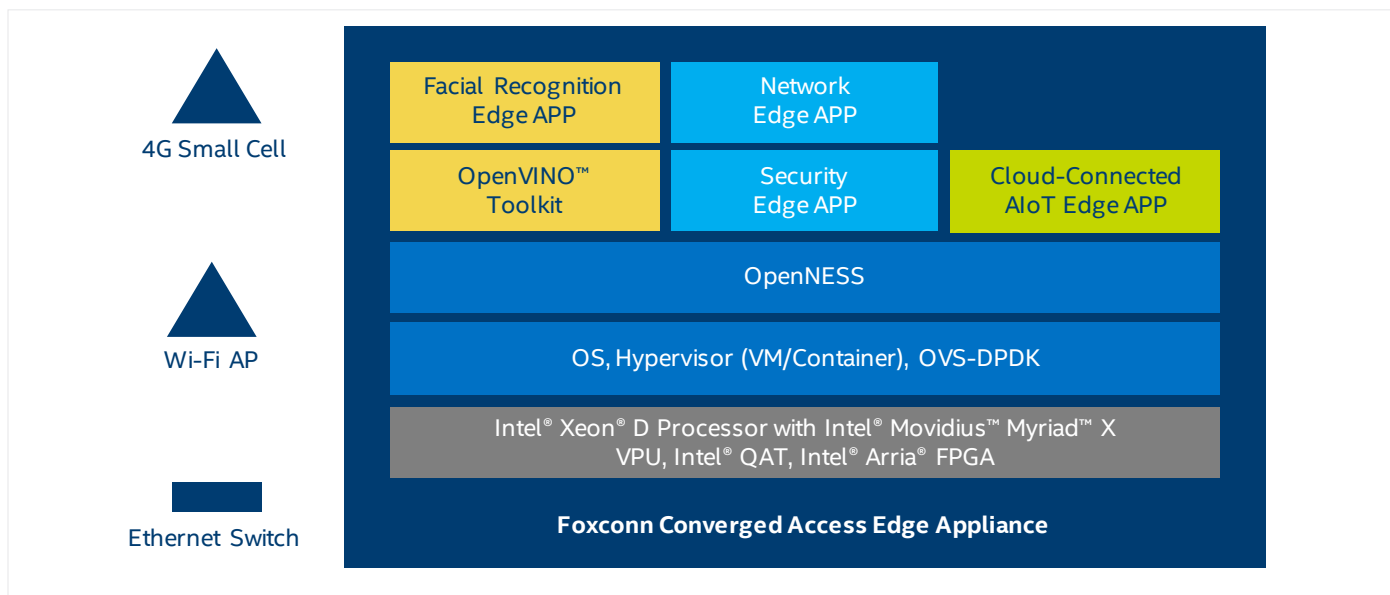 4G Small Cell
Wi-Fi AP
Ethernet Switch
Facial Recognition
Edge APP
Network
Edge APP
OpenVINO™
Toolkit
Security
Edge APP
Cloud-Connected
AIoT Edge APP
OpenNESS
OS, Hypervisor (VM/Container), OVS-DPDK
Intel® Xeon® D Processor with Intel® Movidius™ Myriad™ X
VPU, Intel® QAT, Intel® Arria® FPGA
Foxconn Converged Access Edge Appliance